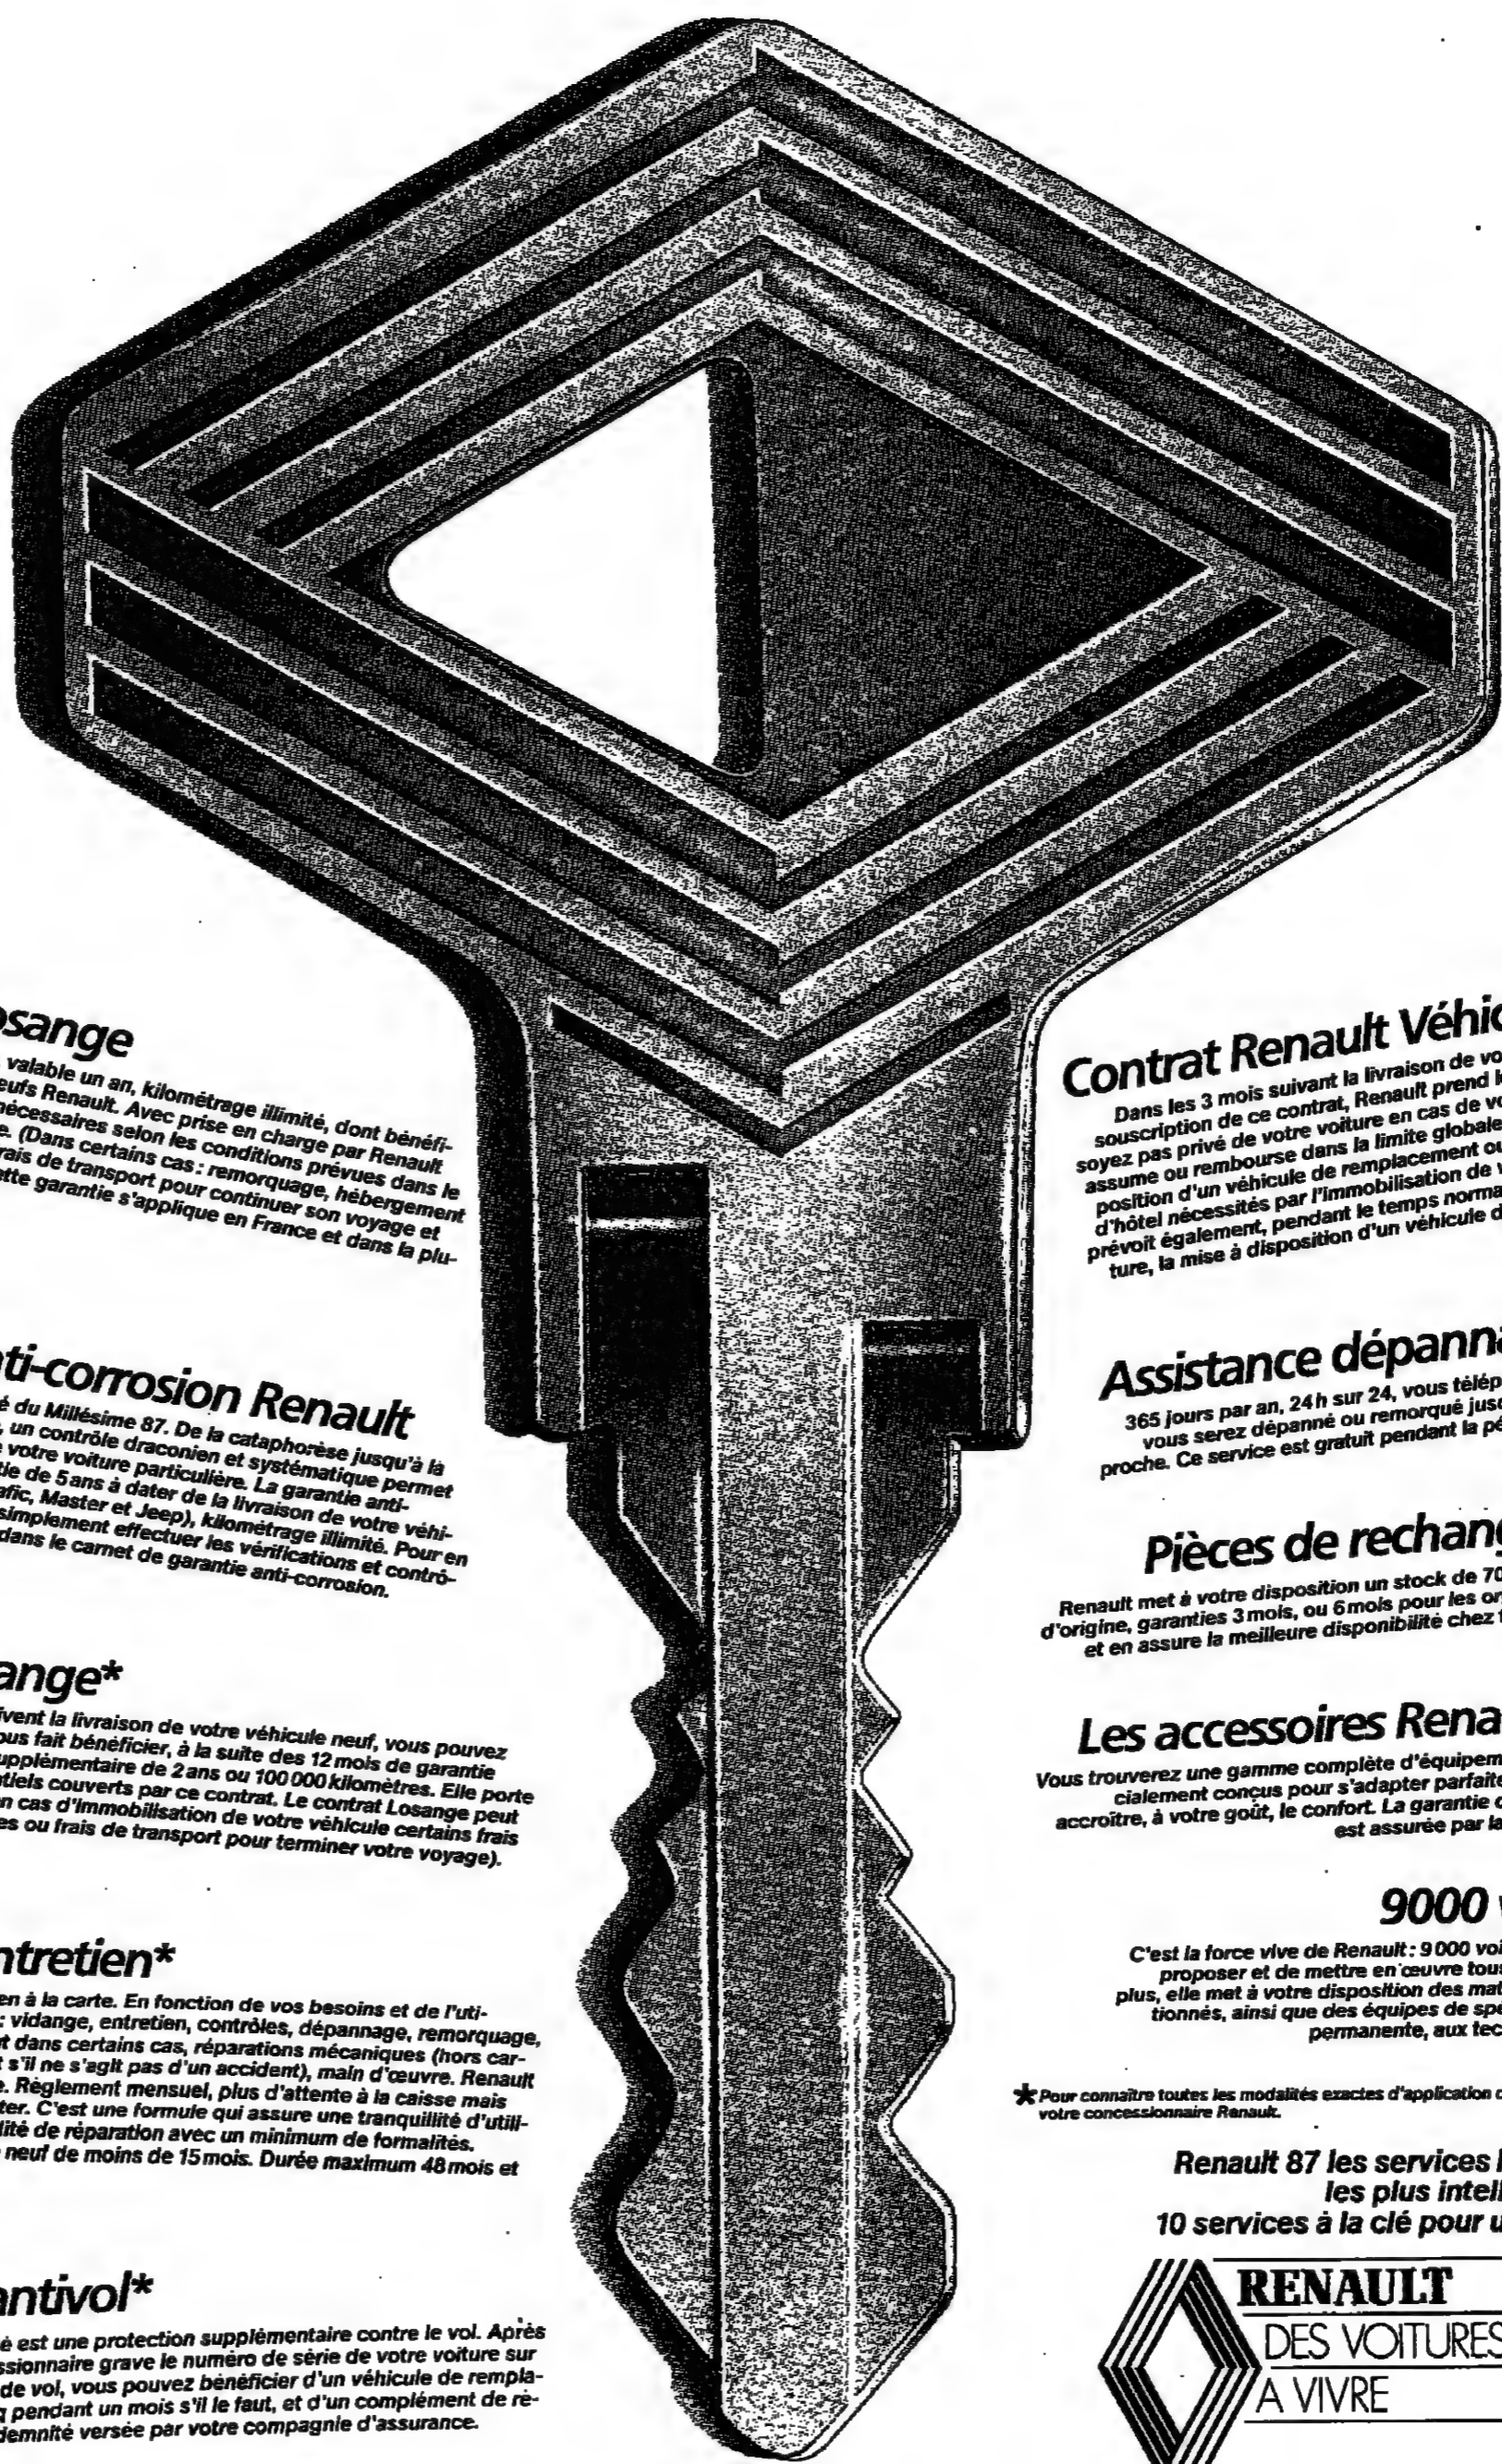 osange
valable un an, kilométrage illimité, dont bénéfi-
eufs Renault. Avec prise en charge par Renault
nécessaires selon les conditions prévues dans le
e. (Dans certains cas : remorquage, hébergement
rais de transport pour continuer son voyage et
ette garantie s'applique en France et dans la plu-
ti-corrosion Renault
é du Millésime 87. De la cataphorèse jusqu'à la
, un contrôle draconien et systématique permet
e votre voiture particulière. La garantie anti-
tie de 5 ans à dater de la livraison de votre véhi-
afic, Master et Jeep), kilométrage illimité. Pour en
simplement effectuer les vérifications et contrô-
dans le carnet de garantie anti-corrosion.
ange*
ivent la livraison de votre véhicule neuf, vous pouvez
ous fait bénéficier, à la suite des 12 mois de garantie
upplémentaire de 2 ans ou 100 000 kilomètres. Elle porte
tiels couverts par ce contrat. Le contrat Losange peut
en cas d'immobilisation de votre véhicule certains frais
es ou frais de transport pour terminer votre voyage).
ntretien*
en à la carte. En fonction de vos besoins et de l'uti-
: vidange, entretien, contrôles, dépannage, remorquage,
nt dans certains cas, réparations mécaniques (hors car-
t s'il ne s'agit pas d'un accident), main d'œuvre. Renault
e. Règlement mensuel, plus d'attente à la caisse mais
ter. C'est une formule qui assure une tranquillité d'utili-
lité de réparation avec un minimum de formalités.
neuf de moins de 15 mois. Durée maximum 48 mois et
antivol*
é est une protection supplémentaire contre le vol. Après
ssionnaire grave le numéro de série de votre voiture sur
de vol, vous pouvez bénéficier d'un véhicule de rempla-
pendant un mois s'il le faut, et d'un complément de rè-
demnité versée par votre compagnie d'assurance.
Contrat Renault Véhic
Dans les 3 mois suivant la livraison de vo
souscription de ce contrat, Renault prend l
soyez pas privé de votre voiture en cas de vo
assume ou rembourse dans la limite globale
position d'un véhicule de remplacement ou
d'hôtel nécessités par l'immobilisation de v
prévoit également, pendant le temps norma
ture, la mise à disposition d'un véhicule d
Assistance dépanna
365 jours par an, 24 h sur 24, vous télép
vous serez dépanné ou remorqué jusq
proche. Ce service est gratuit pendant la pé
Pièces de rechang
Renault met à votre disposition un stock de 70
d'origine, garanties 3 mois, ou 6 mois pour les or
et en assure la meilleure disponibilité chez t
Les accessoires Rena
Vous trouverez une gamme complète d'équipem
cialement conçus pour s'adapter parfaite
accroître, à votre goût, le confort. La garantie d
est assurée par la
9000 v
C'est la force vive de Renault : 9 000 voi
proposer et de mettre en œuvre tous
plus, elle met à votre disposition des mat
tionnés, ainsi que des équipes de spé
permanente, aux tec
* Pour connaître toutes les modalités exactes d'application d
votre concessionnaire Renault.
Renault 87 les services l
les plus intell
10 services à la clé pour u
RENAULT
DES VOITURES
A VIVRE